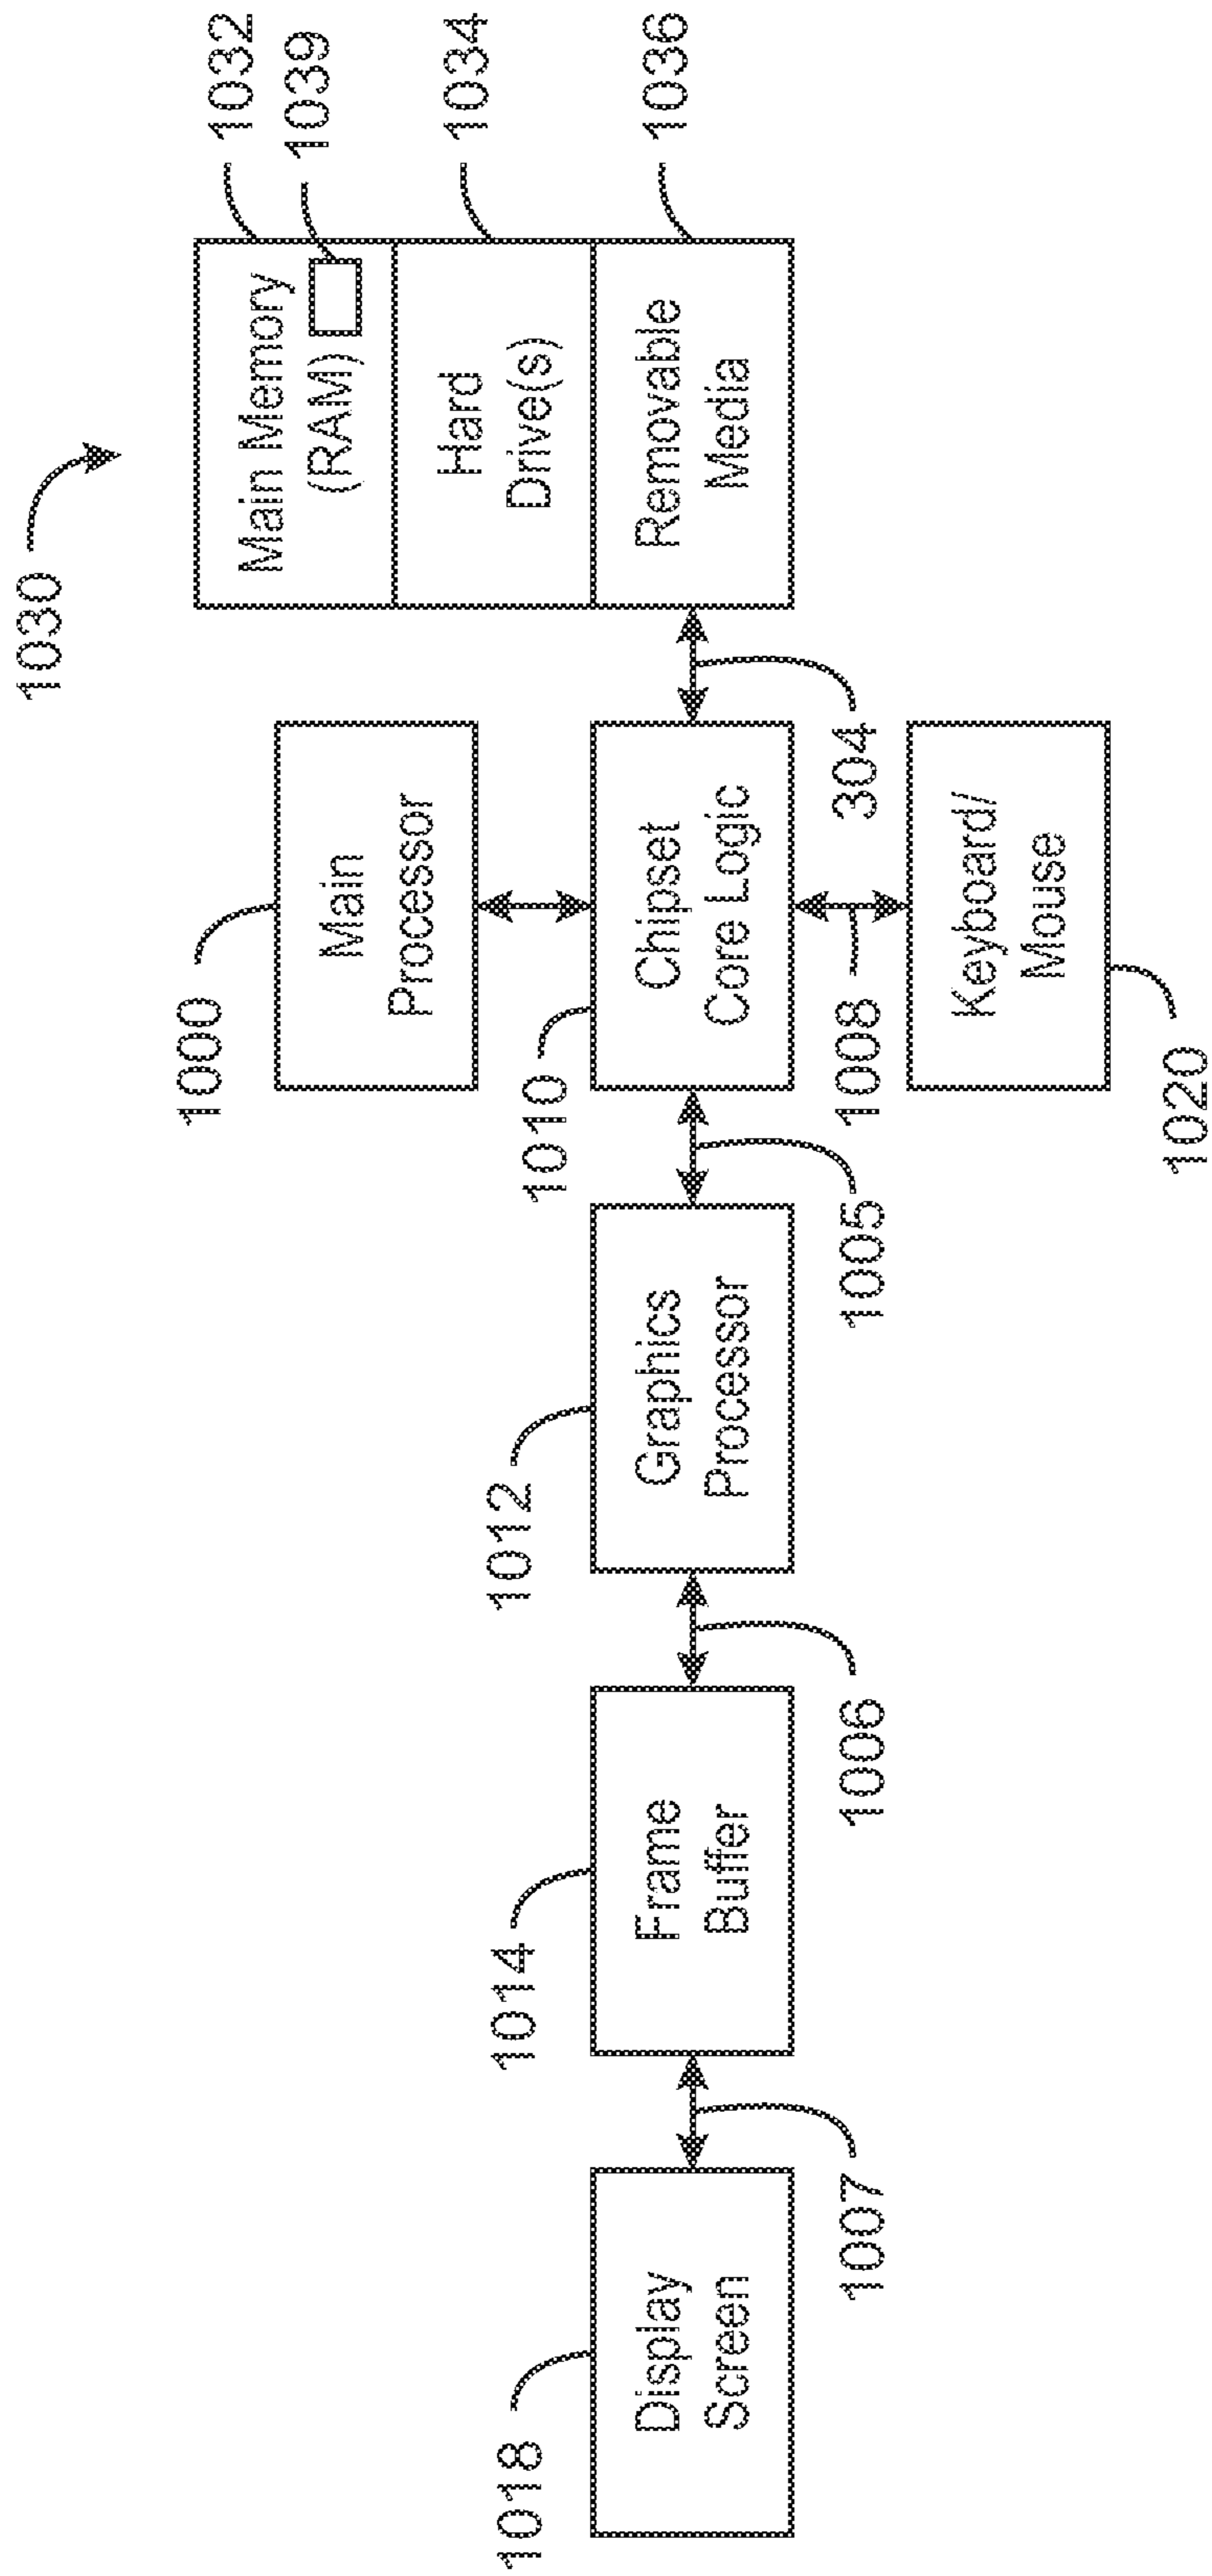 1030
1032
1039
Main Memory
(RAM)
1034
Hard
Drive(s)
1036
Removable
Media
1000
Main
Processor
1010
Chipset
Core Logic
304
1008
Keyboard/
Mouse
1020
1012
Graphics
Processor
1005
1014
Frame
Buffer
1006
1018
Display
Screen
1007